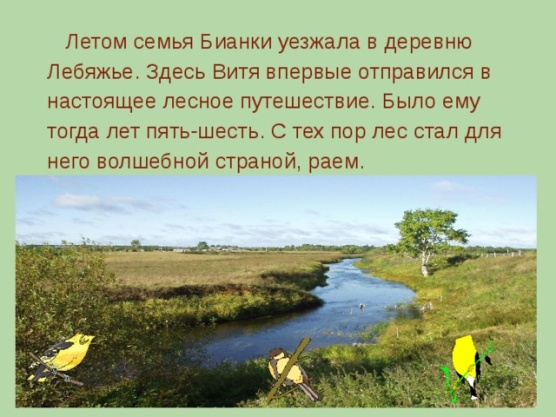 Летом семья Бианки уезжала в деревню
Лебяжье. Здесь Витя впервые отправился в
настоящее лесное путешествие. Было ему
тогда лет пять-шесть. С тех пор лес стал для
него волшебной страной, раем.